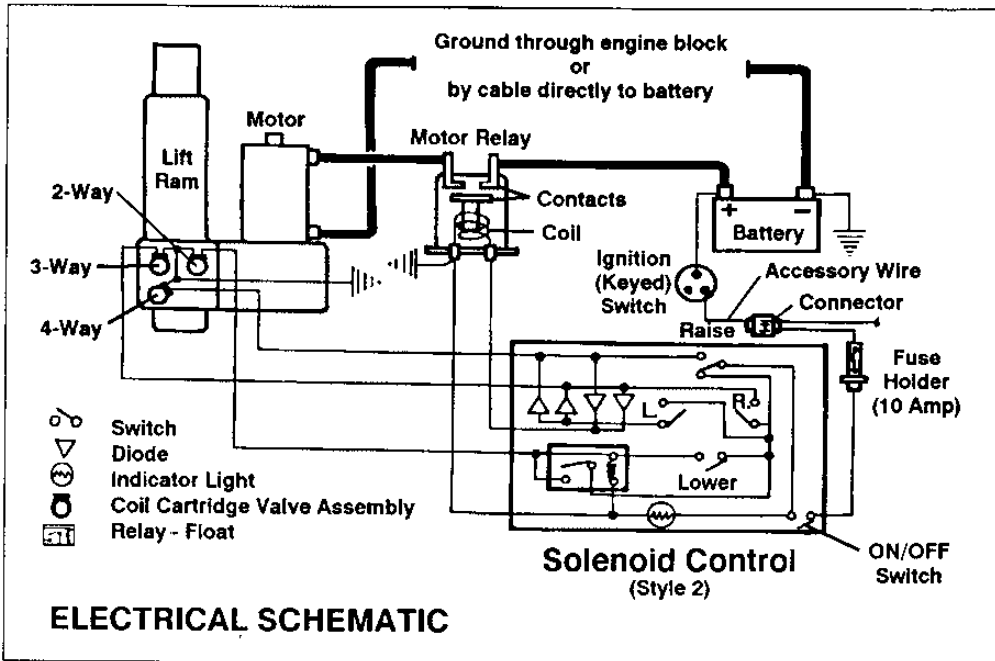 Ground through engine block
or
by cable directly to battery
Motor
Motor Relay
Lift
Ram
2-Way
Contacts
Coil
+ −
Battery
3-Way
4-Way
Ignition
(Keyed)
Switch
Accessory Wire
Connector
Raise
Fuse
Holder
(10 Amp)
L.
R.
Lower
Switch
Diode
Indicator Light
Coil Cartridge Valve Assembly
Relay - Float
ON/OFF
Switch
Solenoid Control
(Style 2)
ELECTRICAL SCHEMATIC